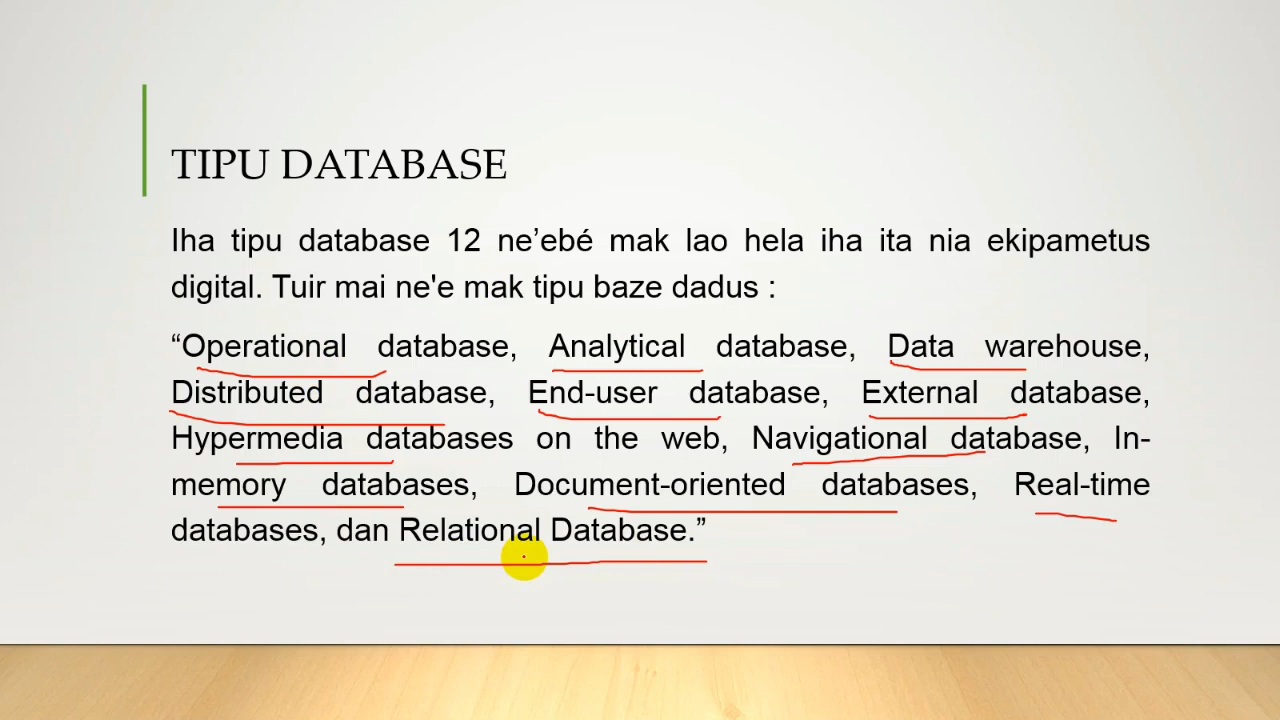 TIPU DATABASE
Iha tipu database 12 ne’ebé mak lao hela iha ita nia ekipametus
digital. Tuir mai ne'e mak tipu baze dadus :
“Operational database, Analytical database, Data warehouse,
Distributed database, End-user database, External database,
Hypermedia databases on the web, Navigational database, In-
memory databases, Document-oriented databases, Real-time
databases, dan Relational Database.”